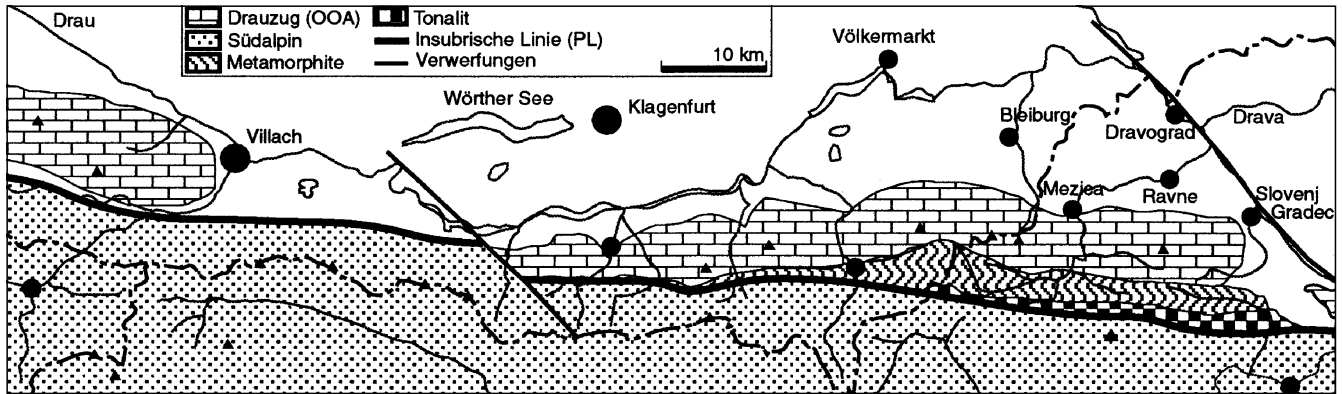 Drau
Drauzug (OOA)
Tonalit
Südalpin
Insubrische Linie (PL)
Metamorphite
Verwerfungen
10 km
Völkermarkt
Wörther See
Klagenfurt
Villach
Bleiburg
Dravograd
Drava
Mezica
Ravne
Slovenj
Gradec